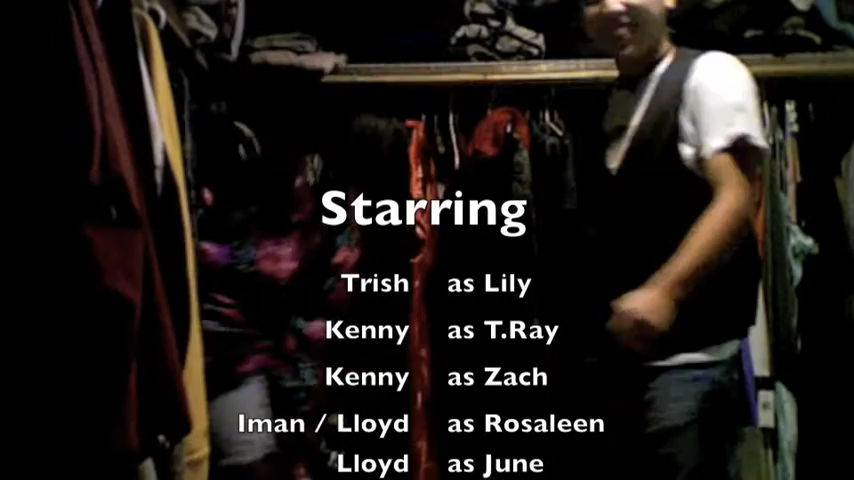 Starring
Trish as Lily
Kenny as T.Ray
Kenny as Zach
Iman / Lloyd as Rosaleen
Lloyd as June